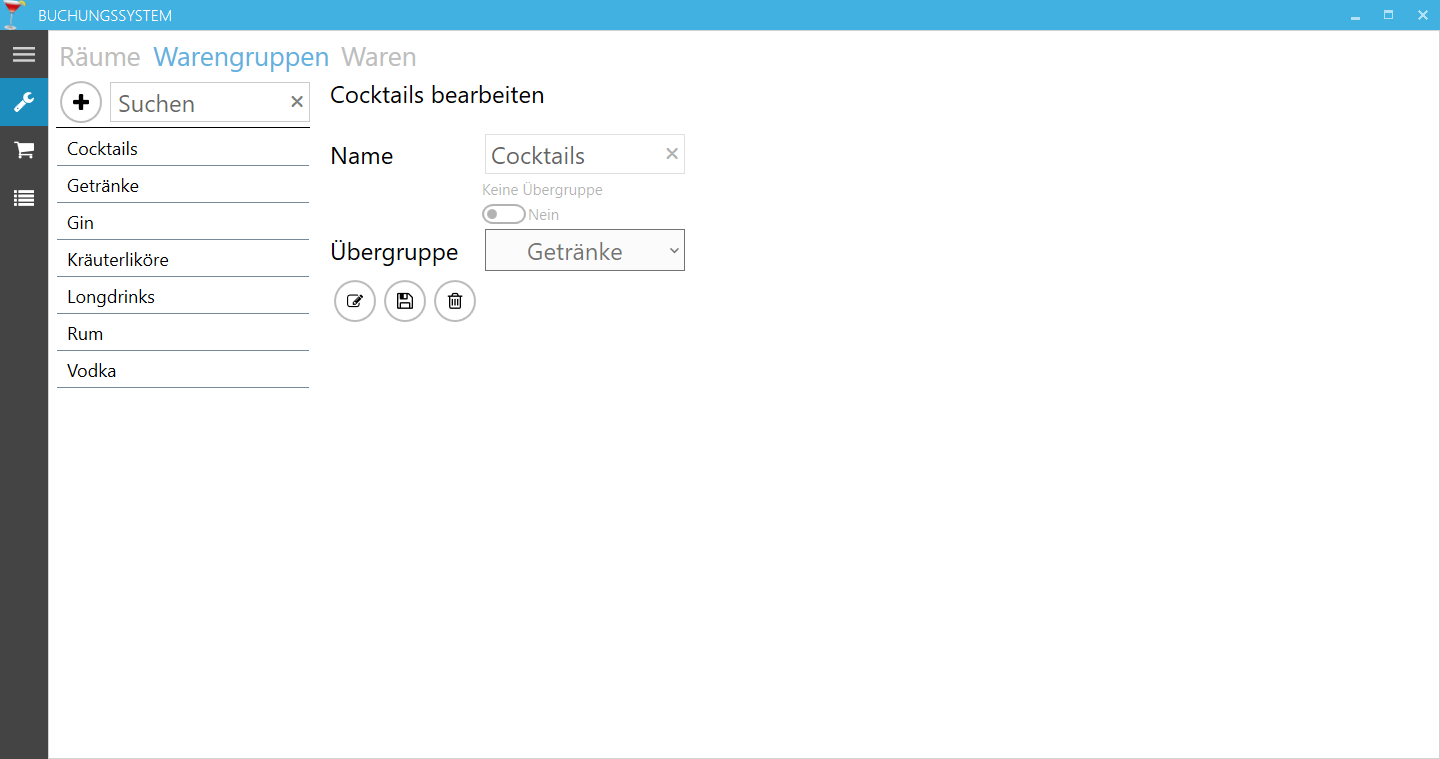 BUCHUNGSSYSTEM
Räume Warengruppen Waren
Suchen
Cocktails
Getränke
Gin
Kräuterliköre
Longdrinks
Rum
Vodka
Cocktails bearbeiten
Name Cocktails
Keine Übergruppe
Nein
Übergruppe Getränke